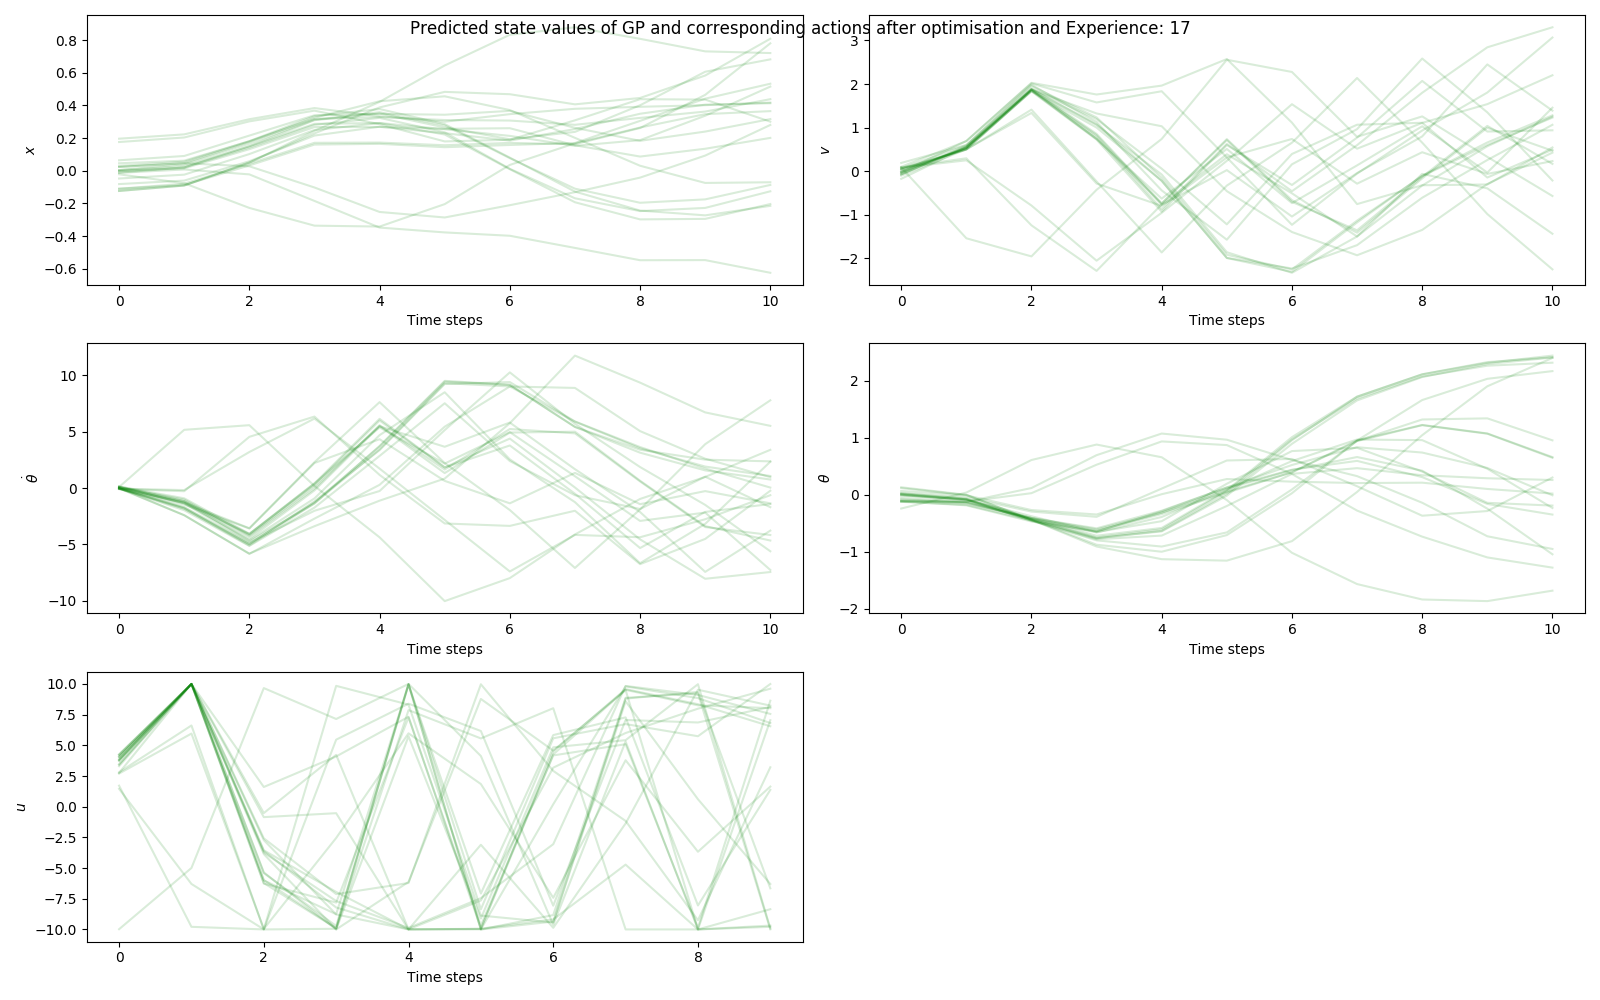 Predicted state values of GP and corresponding actions after optimisation and Experience: 17
0.8
0.6
0.4
0.2
0.0
−0.2
−0.4
−0.6
x
0 2 4 6 8 10
Time steps
3
2
1
0
−1
−2
v
0 2 4 6 8 10
Time steps
10
5
0
−5
−10
θ̇
0 2 4 6 8 10
Time steps
2
1
0
−1
−2
θ
0 2 4 6 8 10
Time steps
10.0
7.5
5.0
2.5
0.0
−2.5
−5.0
−7.5
−10.0
u
0 2 4 6 8
Time steps